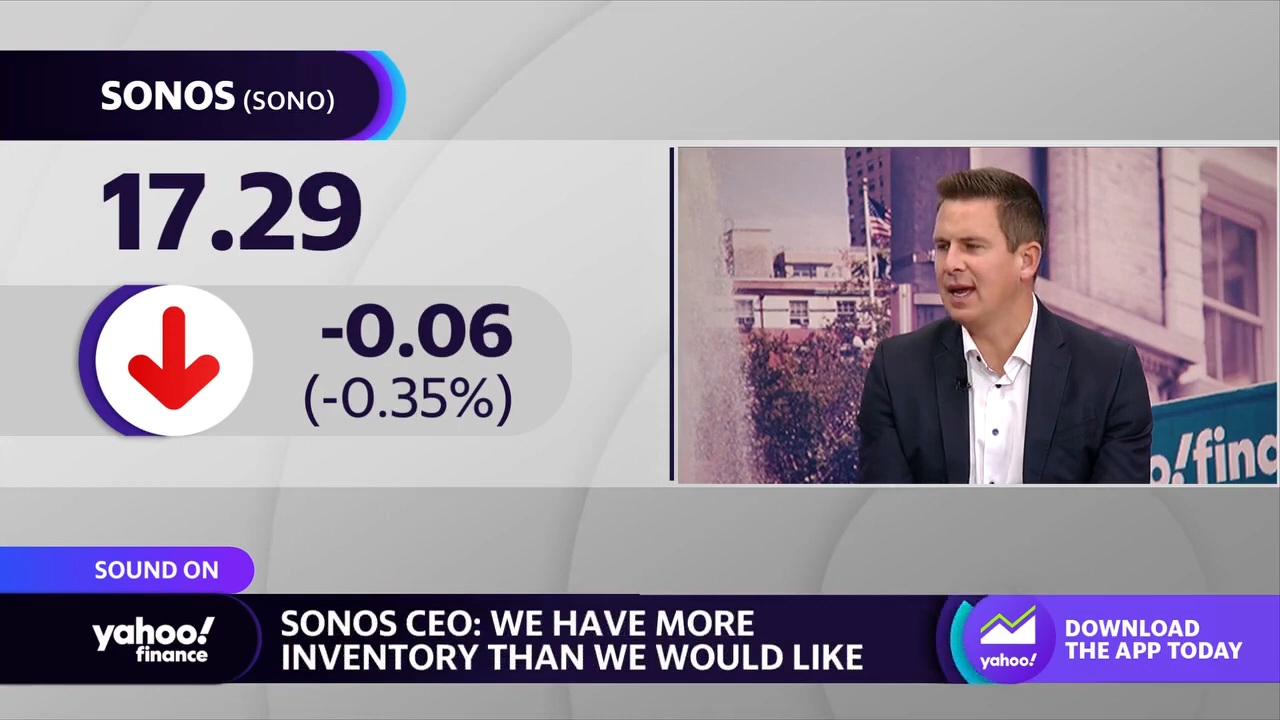 SONOS (SONO)
17.29
-0.06
(-0.35%)
o!finc
SOUND ON
yahoo!
finance
SONOS CEO: WE HAVE MORE
INVENTORY THAN WE WOULD LIKE
yahoo!
DOWNLOAD
THE APP TODAY